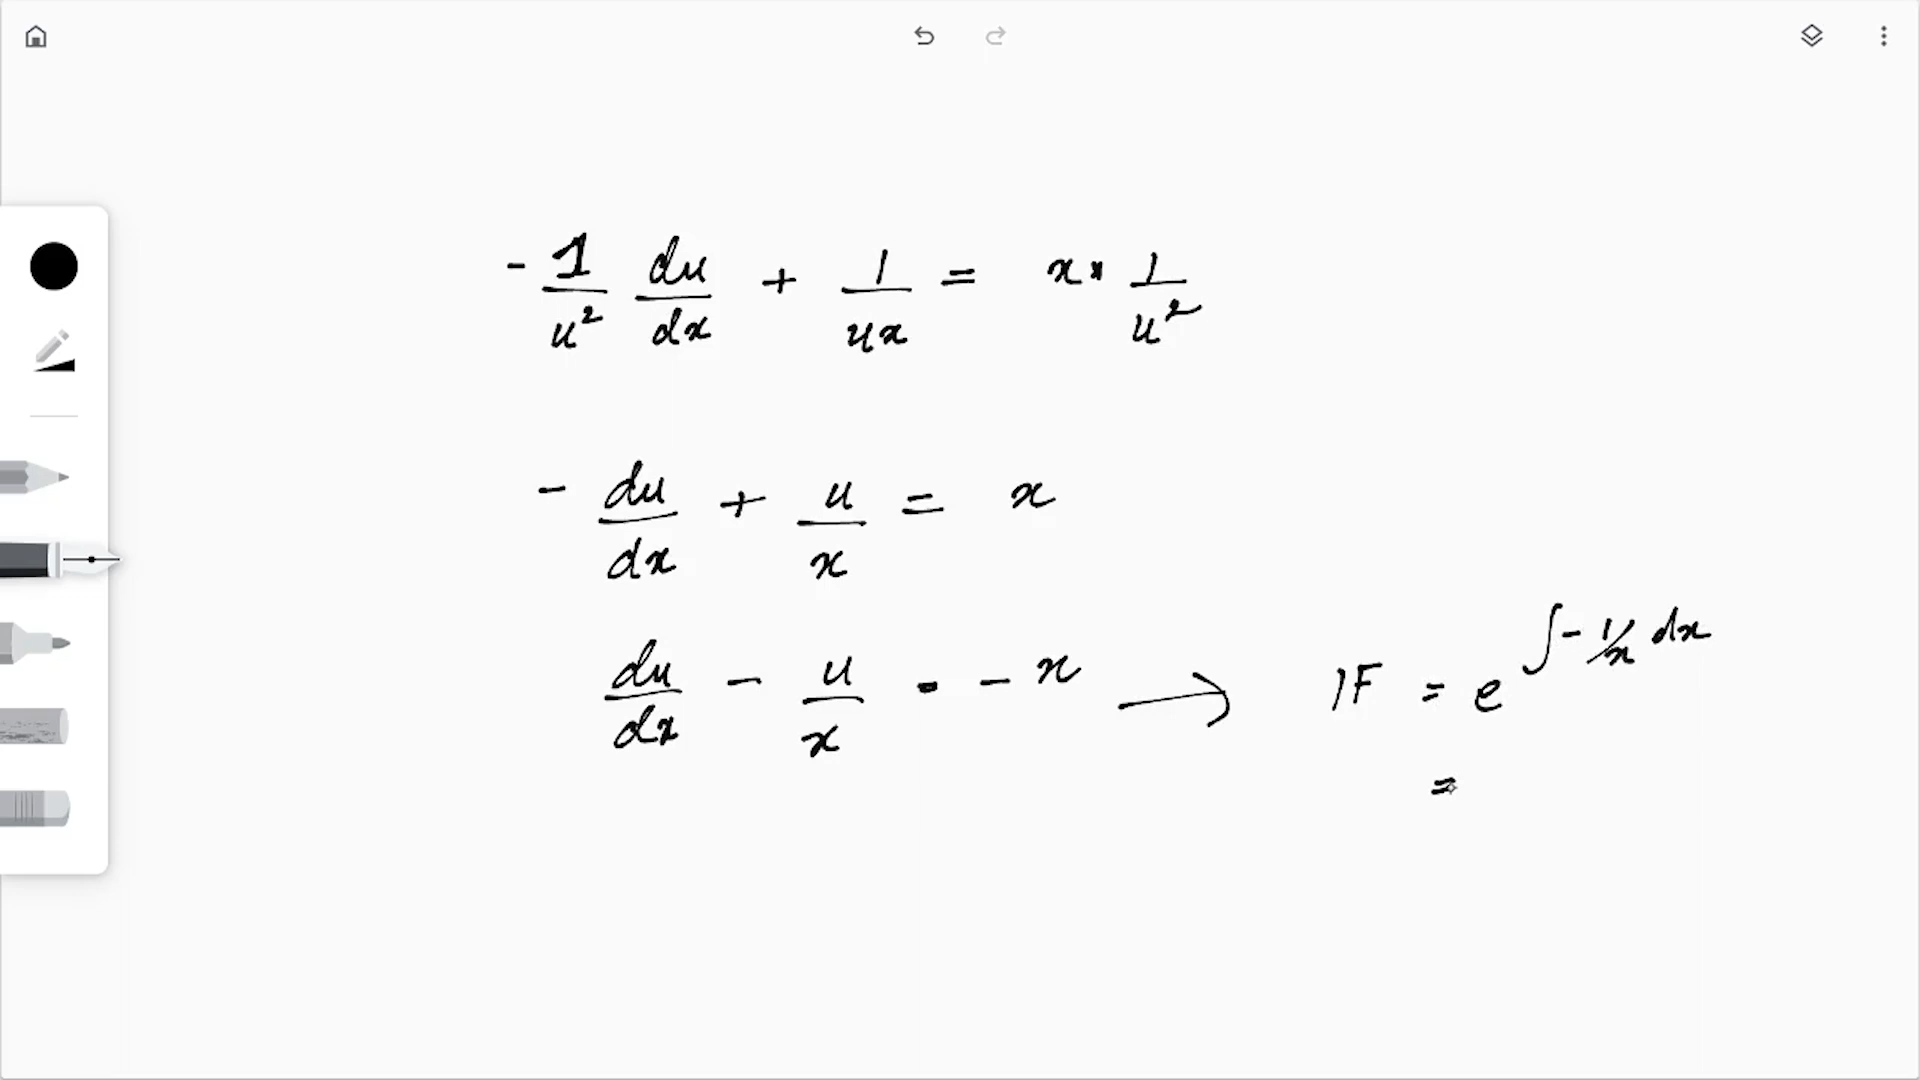 - 1/u² du/dx + 1/ux = x * 1/u²
- du/dx + u/x = x
du/dx - u/x = - x → IF = e^∫-1/x dx
=